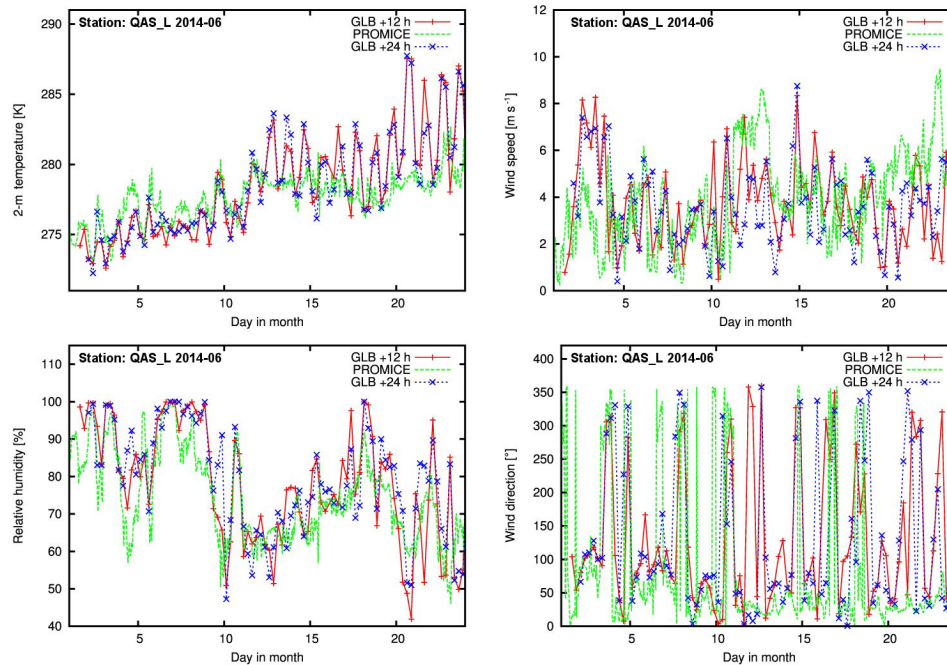 Station: QAS_L 2014-06
GLB +12 h
PROMICE
GLB +24 h
2-m temperature [K]
290
285
280
275
5 10 15 20
Day in month
Station: QAS_L 2014-06
GLB +12 h
PROMICE
GLB +24 h
Wind speed [m s⁻¹]
12
10
8
6
4
2
0
5 10 15 20
Day in month
Station: QAS_L 2014-06
GLB +12 h
PROMICE
GLB +24 h
Relative humidity [%]
110
100
90
80
70
60
50
40
5 10 15 20
Day in month
Station: QAS_L 2014-06
GLB +12 h
PROMICE
GLB +24 h
Wind direction [°]
400
350
300
250
200
150
100
50
0
5 10 15 20
Day in month